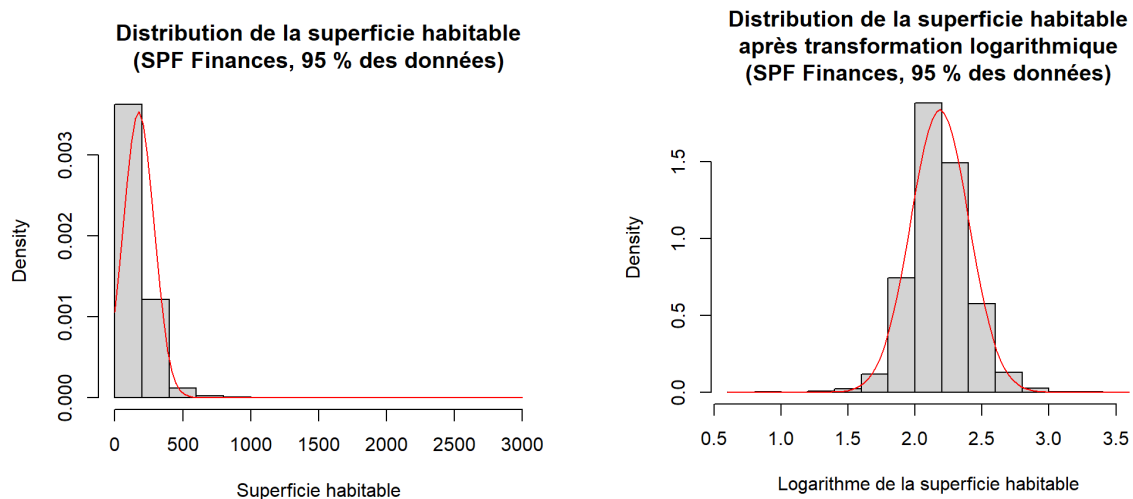 Distribution de la superficie habitable
(SPF Finances, 95 % des données)
Density
0.003
0.002
0.001
0.000
0
500
1000
1500
2000
2500
3000
Superficie habitable
Distribution de la superficie habitable
après transformation logarithmique
(SPF Finances, 95 % des données)
Density
1.5
1.0
0.5
0.0
0.5
1.0
1.5
2.0
2.5
3.0
3.5
Logarithme de la superficie habitable